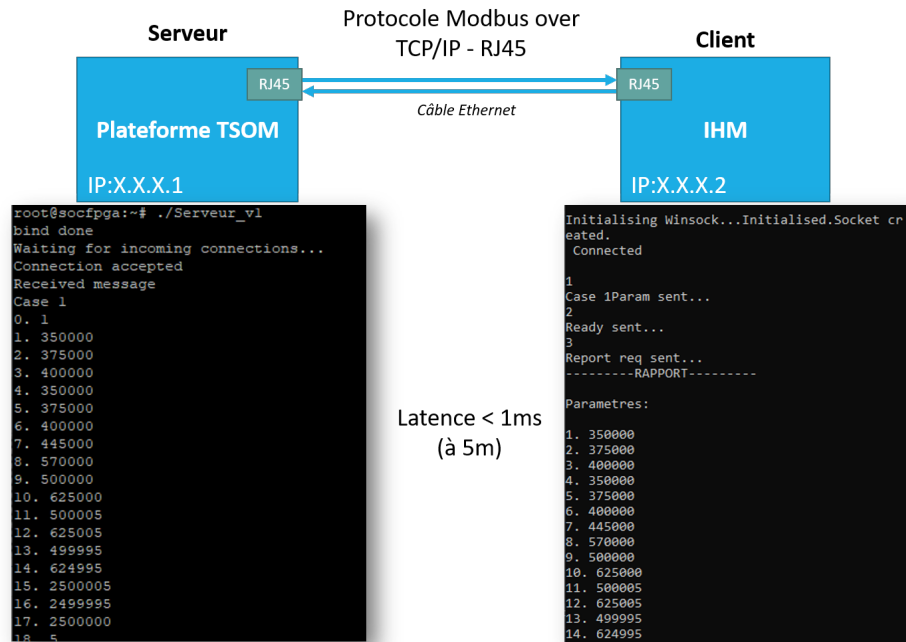 Protocole Modbus over
TCP/IP - RJ45
Serveur
Client
RJ45
RJ45
Câble Ethernet
Plateforme TSOM
IHM
IP:X.X.X.1
IP:X.X.X.2
root@socfpga:~# ./Serveur_v1
bind done
Waiting for incoming connections...
Connection accepted
Received message
Case 1
0. 1
1. 350000
2. 375000
3. 400000
4. 350000
5. 375000
6. 400000
7. 445000
8. 570000
9. 500000
10. 625000
11. 500005
12. 625005
13. 499995
14. 624995
15. 2500005
16. 2499995
17. 2500000
18. 5
Latence < 1ms
(à 5m)
Initialising Winsock...Initialised.Socket cr
eated.
Connected
1
Case 1Param sent...
2
Ready sent...
3
Report req sent...
---------RAPPORT---------
Parametres:
1. 350000
2. 375000
3. 400000
4. 350000
5. 375000
6. 400000
7. 445000
8. 570000
9. 500000
10. 625000
11. 500005
12. 625005
13. 499995
14. 624995